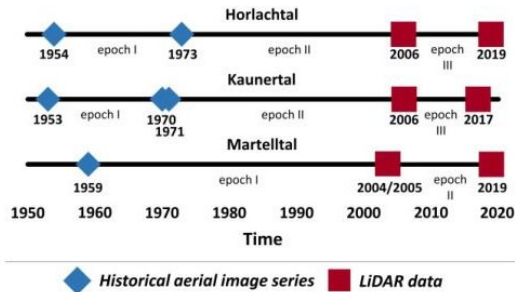 Horlachtal
epoch I epoch II epoch
III
1954 1973 2006 2019
Kaunertal
epoch I epoch II epoch
III
1953 1970 2006 2017
1971
Martelltal
epoch I epoch
II
1959 2004/2005 2019
1950 1960 1970 1980 1990 2000 2010 2020
Time
Historical aerial image series LiDAR data